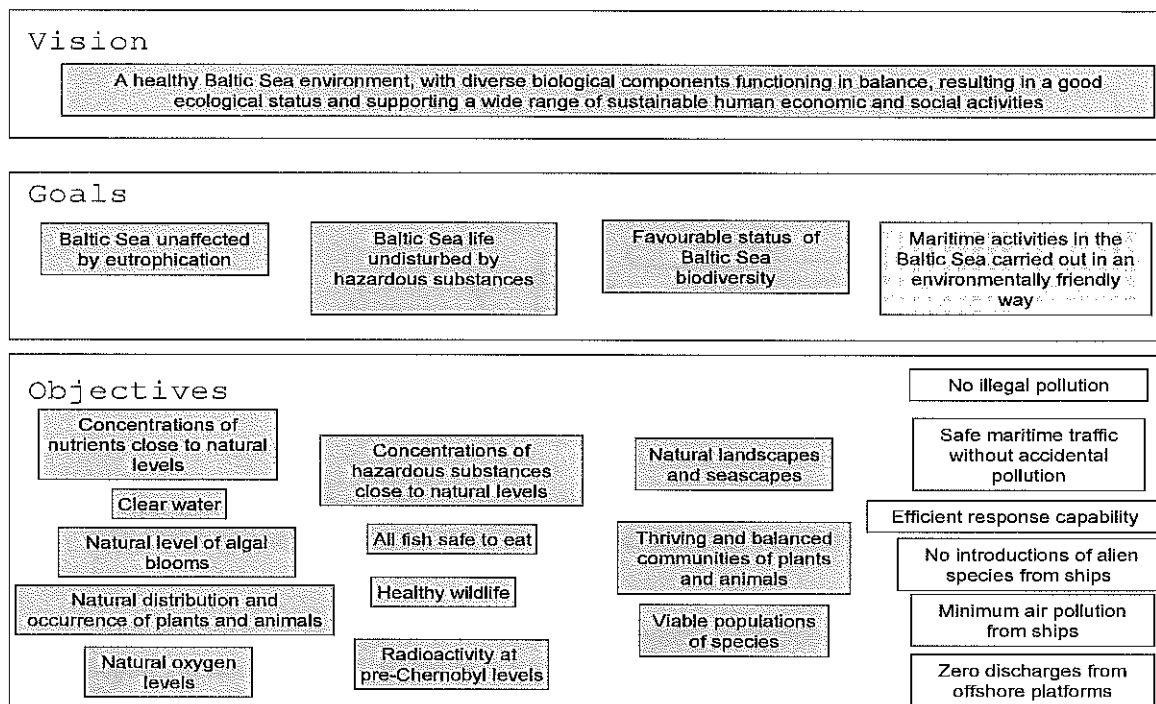 Vision
A healthy Baltic Sea environment, with diverse biological components functioning in balance, resulting in a good
ecological status and supporting a wide range of sustainable human economic and social activities
Goals
Baltic Sea unaffected
by eutrophication
Baltic Sea life
undisturbed by
hazardous substances
Favourable status of
Baltic Sea
biodiversity
Maritime activities in the
Baltic Sea carried out in an
environmentally friendly
way
Objectives
Concentrations of
nutrients close to natural
levels
Clear water
Natural level of algal
blooms
Natural distribution and
occurrence of plants and animals
Natural oxygen
levels
Concentrations of
hazardous substances
close to natural levels
All fish safe to eat
Healthy wildlife
Radioactivity at
pre-Chernobyl levels
Natural landscapes
and seascapes
Thriving and balanced
communities of plants
and animals
Viable populations
of species
No illegal pollution
Safe maritime traffic
without accidental
pollution
Efficient response capability
No introductions of alien
species from ships
Minimum air pollution
from ships
Zero discharges from
offshore platforms